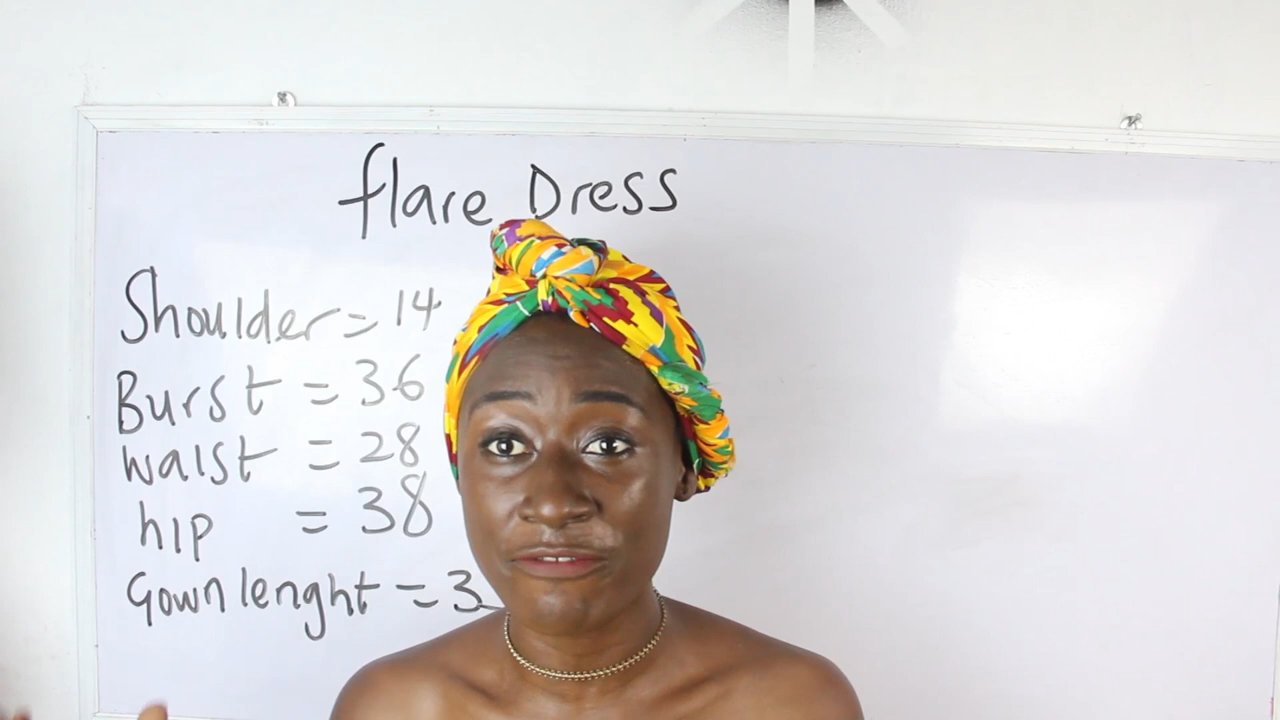 flare Dress
Shoulder = 14
Burst = 36
waist = 28
hip = 38
Gown lenght = 3